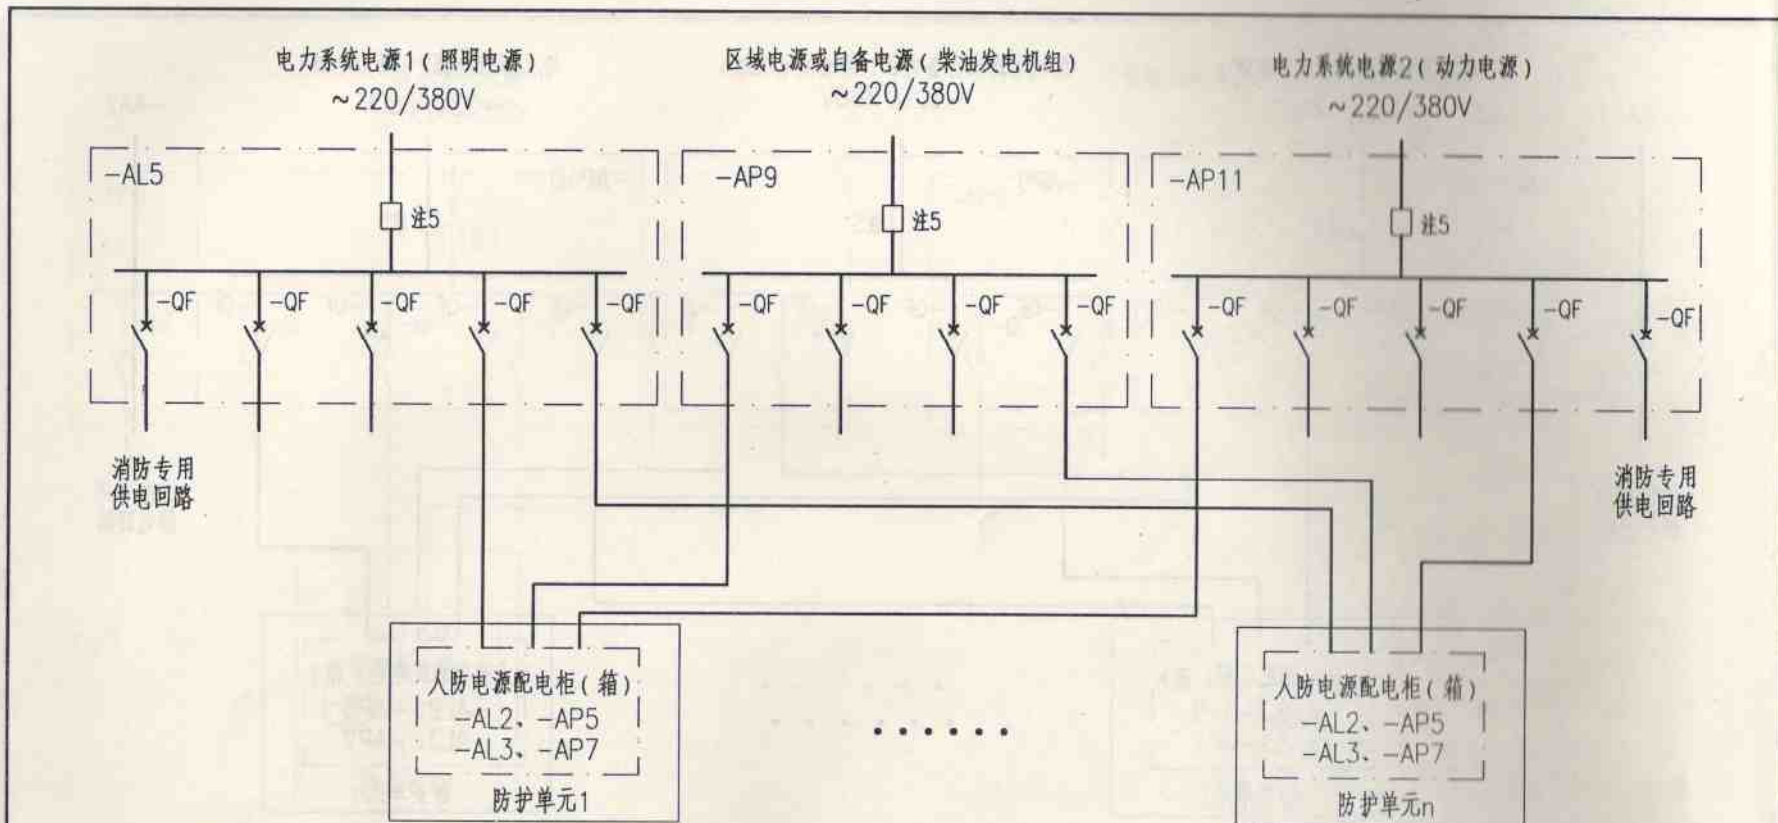 电力系统电源1（照明电源）
~220/380V
区域电源或自备电源（柴油发电机组）
~220/380V
电力系统电源2（动力电源）
~220/380V
-AL5
注5
-QF
-QF
-QF
-QF
-QF
-AP9
注5
-QF
-QF
-QF
-QF
-AP11
注5
-QF
-QF
-QF
-QF
-QF
消防专用
供电回路
消防专用
供电回路
人防电源配电柜（箱）
-AL2、-AP5
-AL3、-AP7
防护单元1
······
人防电源配电柜（箱）
-AL2、-AP5
-AL3、-AP7
防护单元n